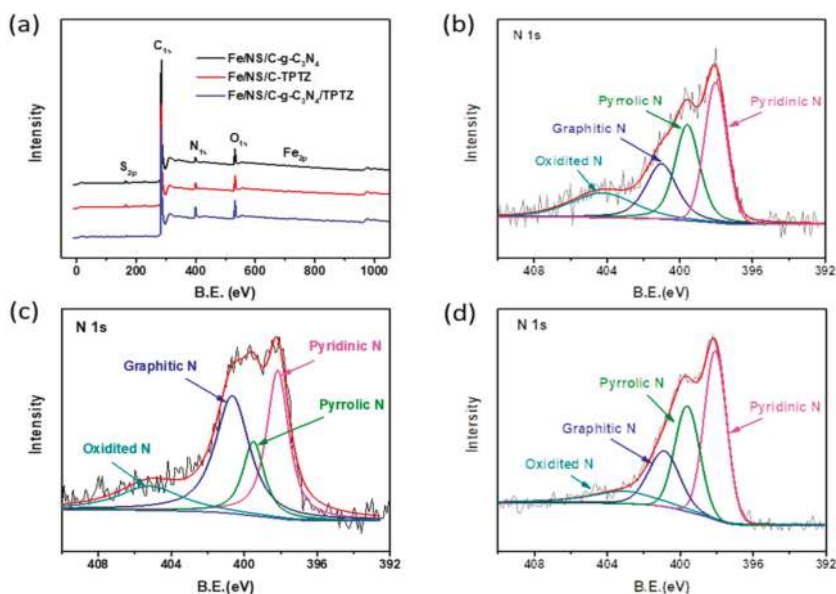 (a)
C1s
Fe/NS/C-g-C3N4
Fe/NS/C-TPTZ
Fe/NS/C-g-C3N4/TPTZ
N1s
O1s
Fe2p
S2p
Intensity
0 200 400 600 800 1000
B.E. (eV)
(b)
N 1s
Pyrrolic N
Pyridinic N
Graphitic N
Oxidited N
Intensity
408 404 400 396 392
B.E.(eV)
(c)
N 1s
Graphitic N
Pyridinic N
Pyrrolic N
Oxidited N
Intensity
408 404 400 396 392
B.E.(eV)
(d)
N 1s
Pyrrolic N
Graphitic N
Pyridinic N
Oxidited N
Intensity
408 404 400 396 392
B.E.(eV)